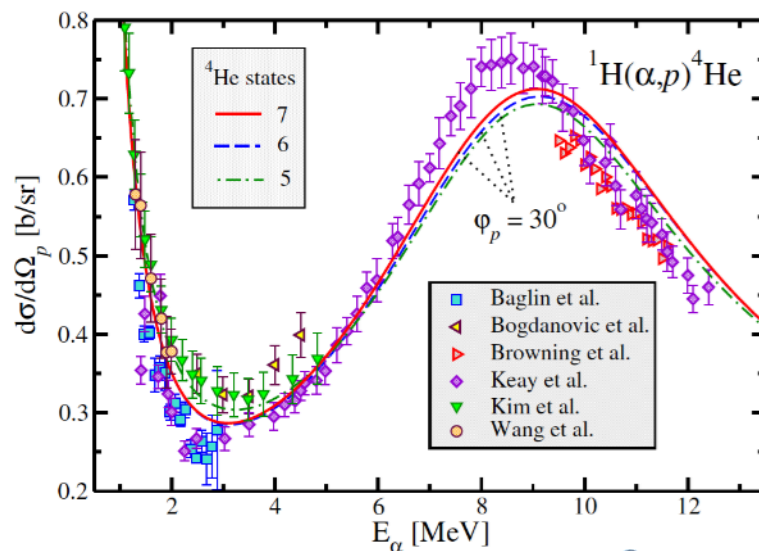 0.8
0.7
0.6
0.5
0.4
0.3
0.2
dσ/dΩp [b/sr]
⁴He states
7
6
5
¹H(α,p)⁴He
φp = 30°
Baglin et al.
Bogdanovic et al.
Browning et al.
Keay et al.
Kim et al.
Wang et al.
2 4 6 8 10 12
Eα [MeV]